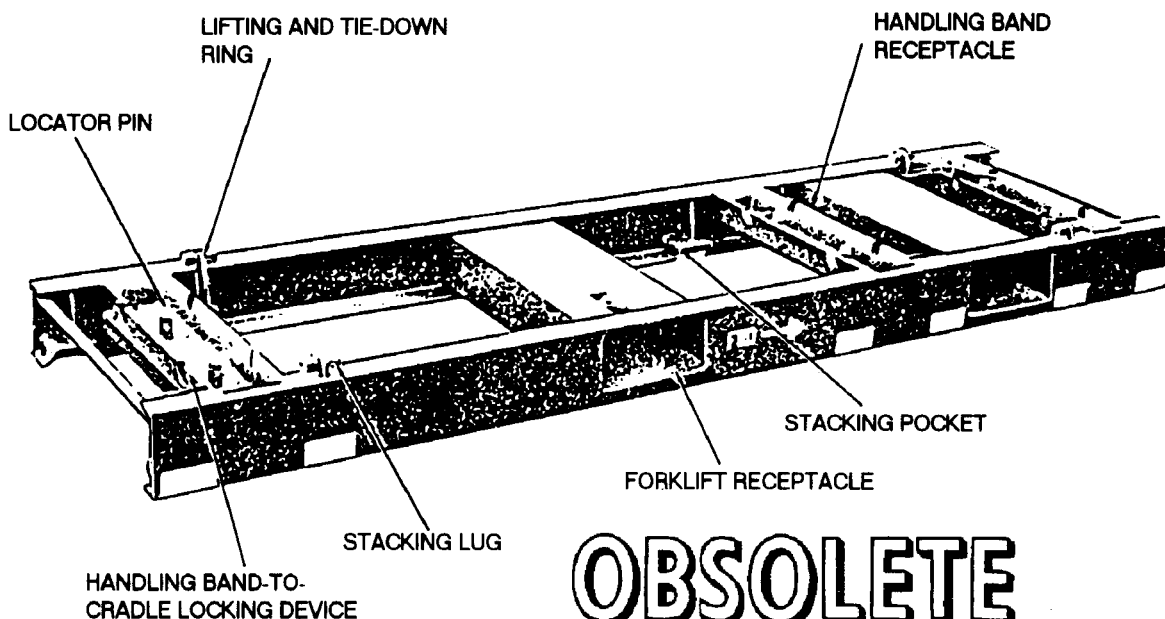 LIFTING AND TIE-DOWN
RING
HANDLING BAND
RECEPTACLE
LOCATOR PIN
STACKING POCKET
FORKLIFT RECEPTACLE
STACKING LUG
HANDLING BAND-TO-
CRADLE LOCKING DEVICE
OBSOLETE